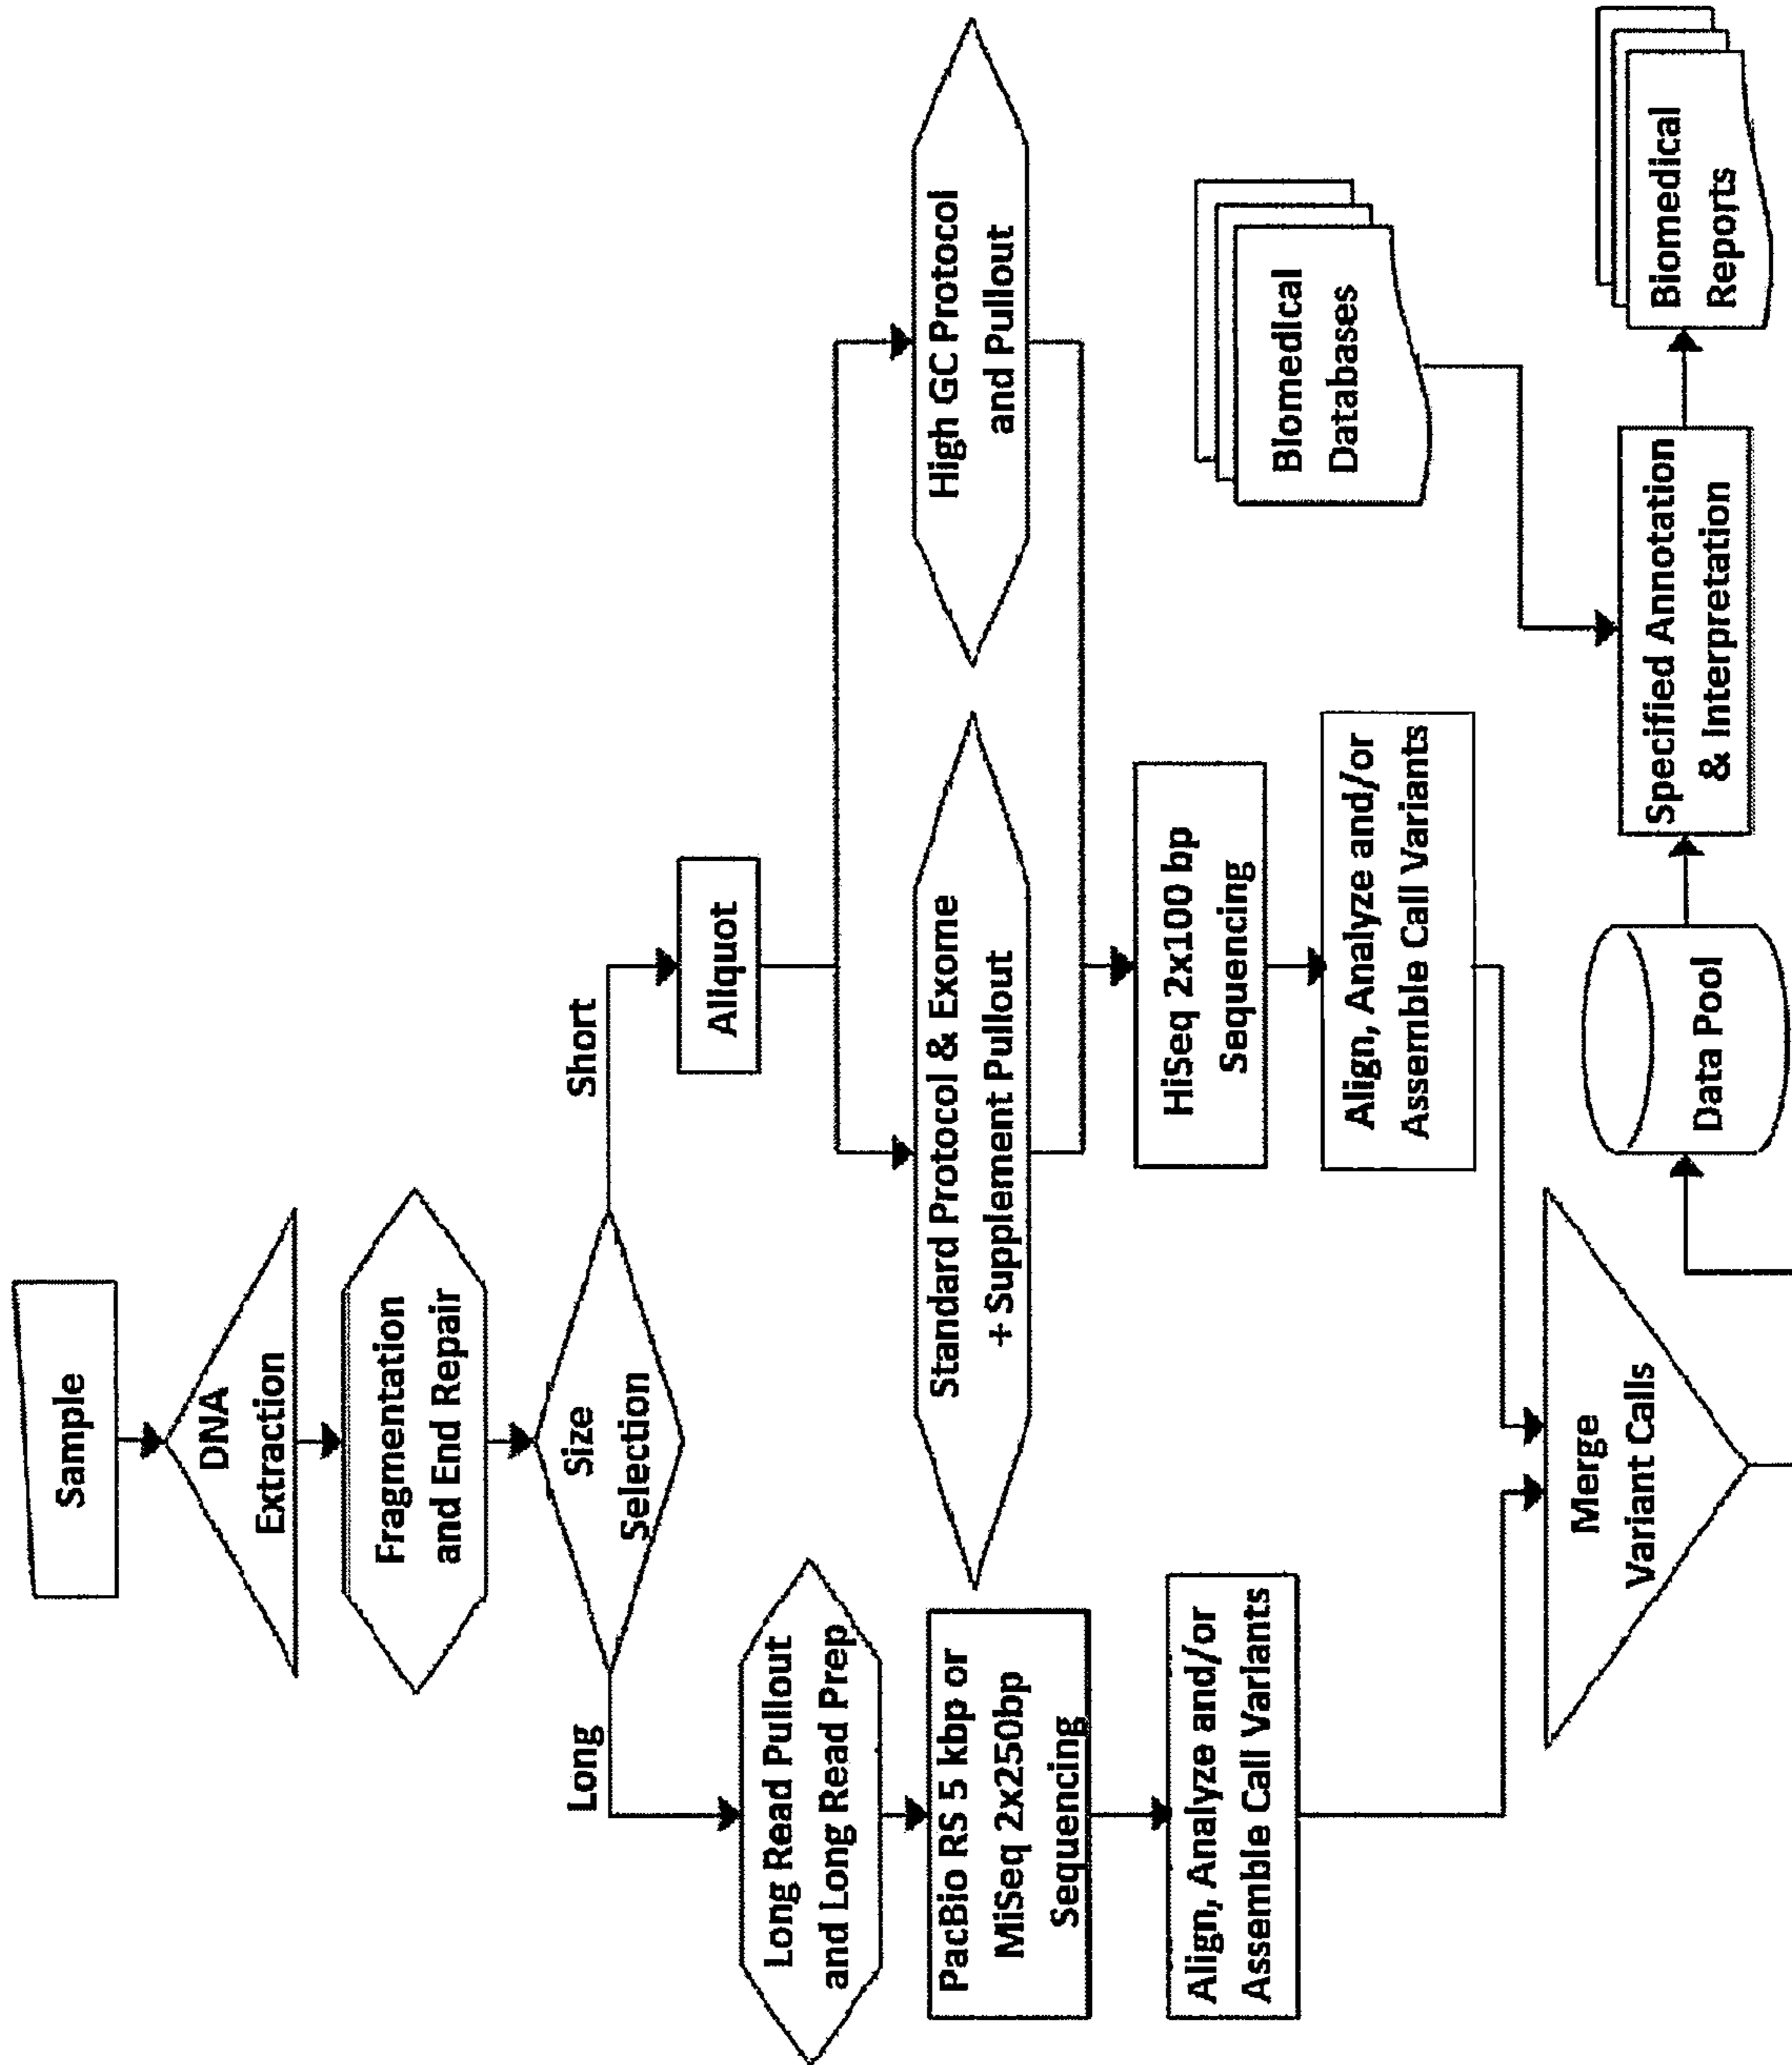 Sample
DNA
Extraction
Fragmentation
and End Repair
Size
Selection
Long
Short
Long Read Pullout
and Long Read Prep
PacBio RS 5 kbp or
MiSeq 2x250bp
Sequencing
Align, Analyze and/or
Assemble Call Variants
Aliquot
Standard Protocol & Exome
+ Supplement Pullout
High GC Protocol
and Pullout
HiSeq 2x100 bp
Sequencing
Align, Analyze and/or
Assemble Call Variants
Merge
Variant Calls
Data Pool
Biomedical
Databases
Specified Annotation
& Interpretation
Biomedical
Reports